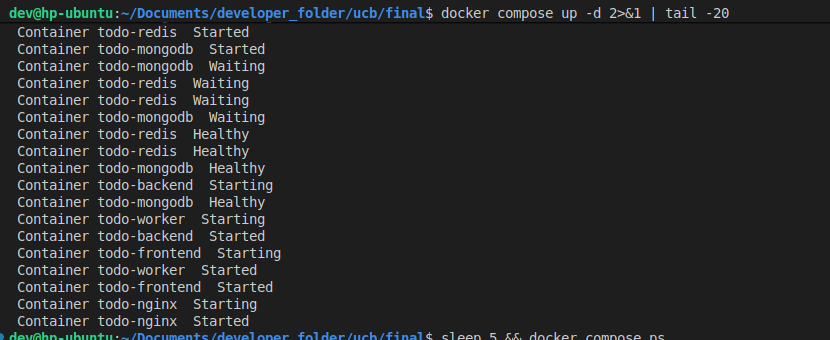 dev@hp-ubuntu:~/Documents/developer_folder/ucb/final$ docker compose up -d 2>&1 | tail -20
Container todo-redis  Started
Container todo-mongodb  Started
Container todo-mongodb  Waiting
Container todo-redis  Waiting
Container todo-redis  Waiting
Container todo-mongodb  Waiting
Container todo-redis  Healthy
Container todo-redis  Healthy
Container todo-mongodb  Healthy
Container todo-backend  Starting
Container todo-mongodb  Healthy
Container todo-worker  Starting
Container todo-backend  Started
Container todo-frontend  Starting
Container todo-worker  Started
Container todo-frontend  Started
Container todo-nginx  Starting
Container todo-nginx  Started
dev@hp-ubuntu:~/Documents/developer_folder/ucb/final$ sleep 5 && docker compose ps